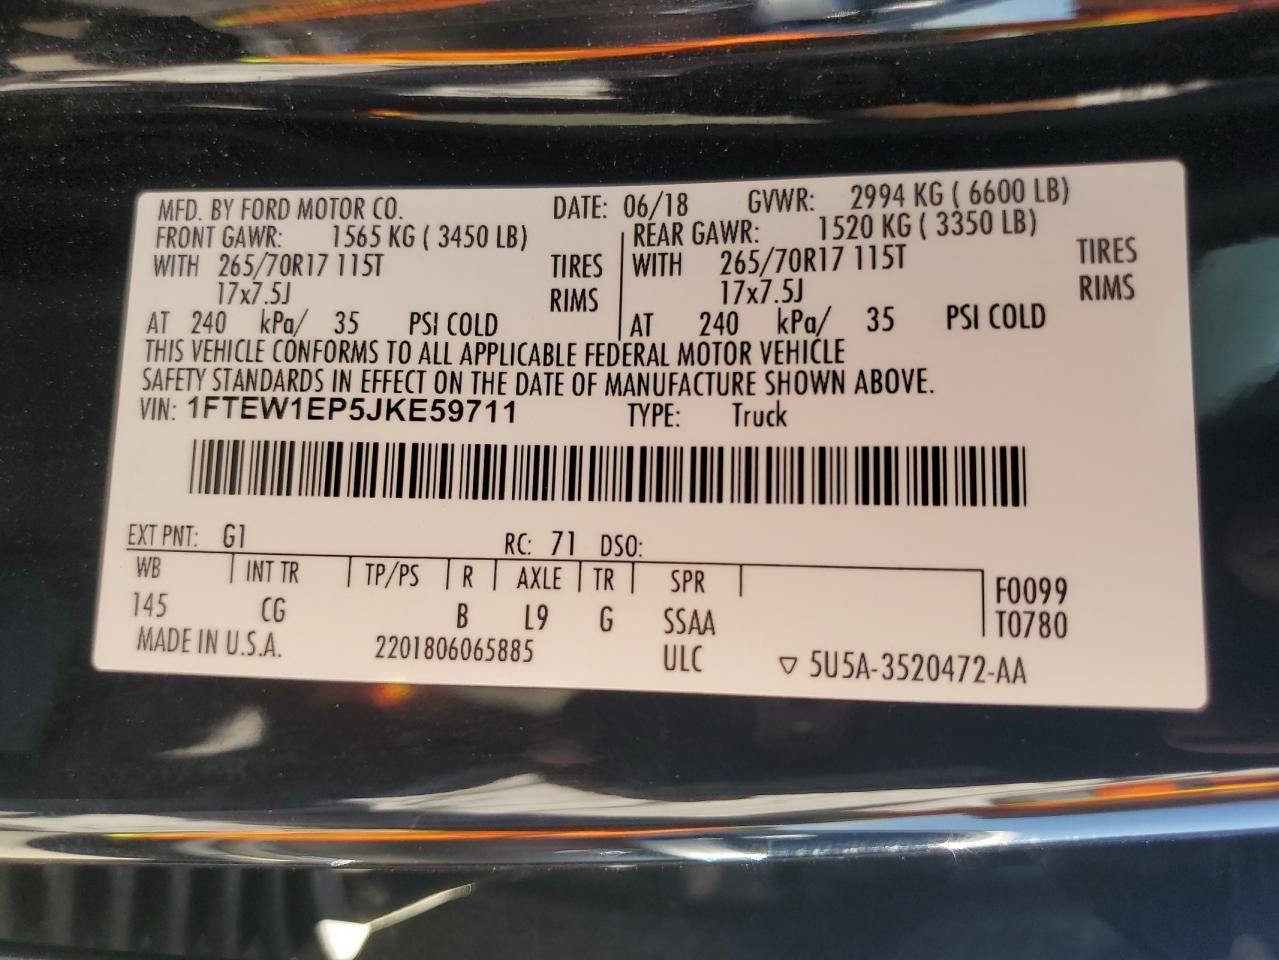 MFD. BY FORD MOTOR CO. DATE: 06/18 GVWR: 2994 KG ( 6600 LB)
FRONT GAWR: 1565 KG ( 3450 LB) REAR GAWR: 1520 KG ( 3350 LB)
WITH 265/70R17 115T TIRES WITH 265/70R17 115T TIRES
17x7.5J RIMS 17x7.5J RIMS
AT 240 kPa/ 35 PSI COLD AT 240 kPa/ 35 PSI COLD
THIS VEHICLE CONFORMS TO ALL APPLICABLE FEDERAL MOTOR VEHICLE
SAFETY STANDARDS IN EFFECT ON THE DATE OF MANUFACTURE SHOWN ABOVE.
VIN: 1FTEW1EP5JKE59711 TYPE: Truck
EXT PNT: G1 RC: 71 DSO:
WB INT TR TP/PS R AXLE TR SPR F0099
145 CG B L9 G SSAA T0780
MADE IN U.S.A. 2201806065885 ULC ▽ 5U5A-3520472-AA